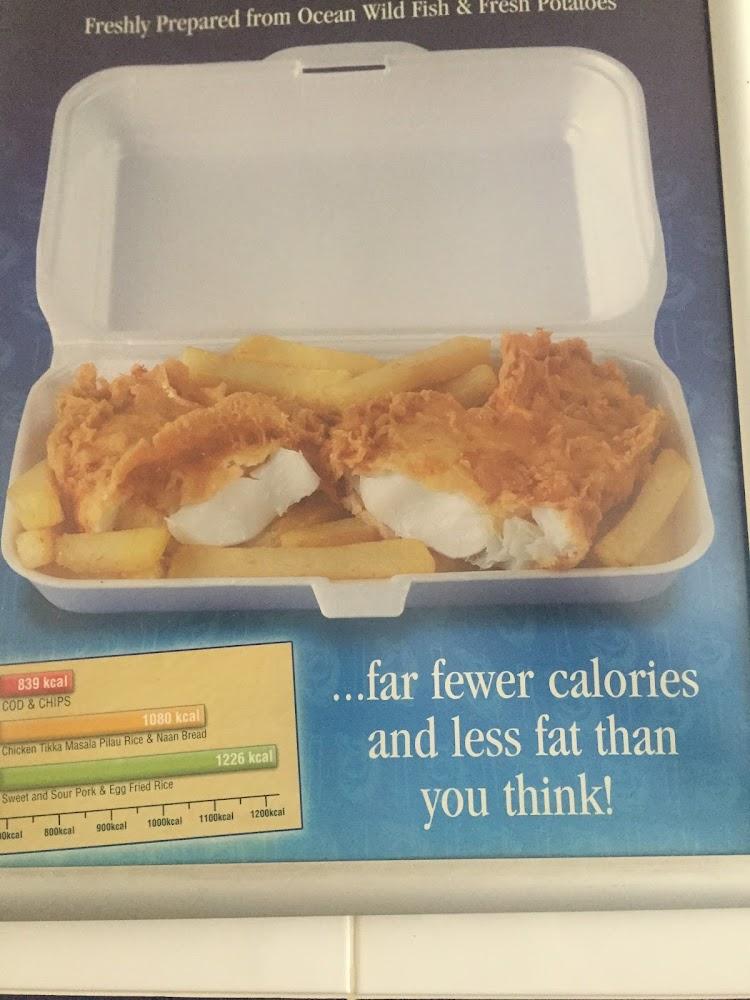 Freshly Prepared from Ocean Wild Fish & Fresh Potatoes
839 kcal
COD & CHIPS
1080 kcal
Chicken Tikka Masala Pilau Rice & Naan Bread
1226 kcal
Sweet and Sour Pork & Egg Fried Rice
800kcal 900kcal 1000kcal 1100kcal 1200kcal
...far fewer calories
and less fat than
you think!